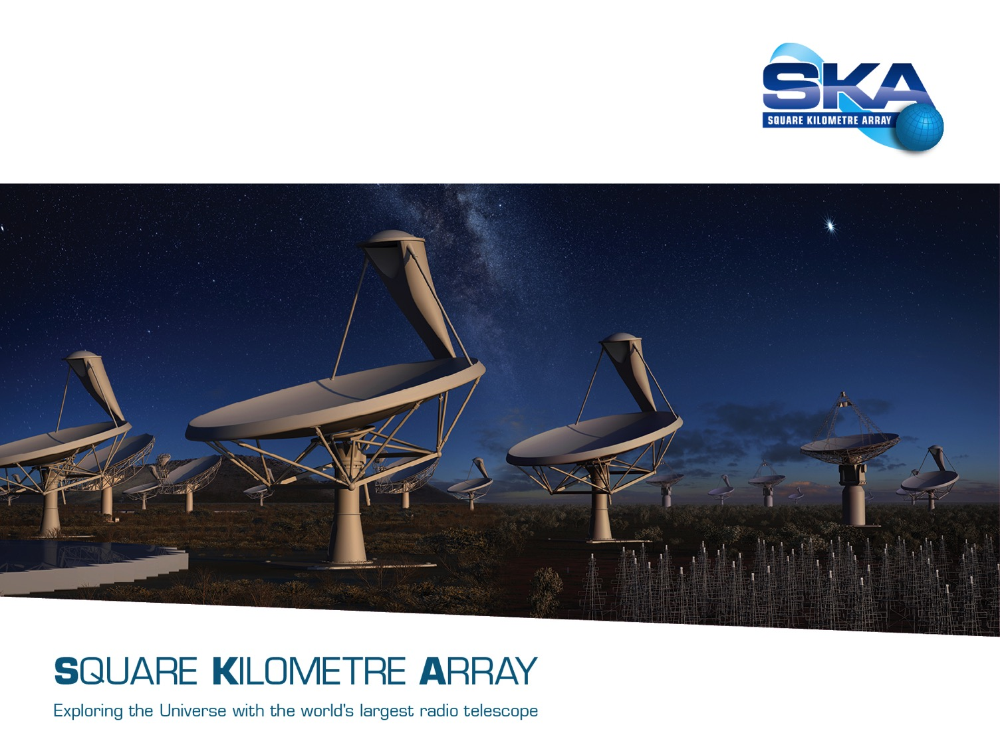 SKA
SQUARE KILOMETRE ARRAY
SQUARE KILOMETRE ARRAY
Exploring the Universe with the world's largest radio telescope